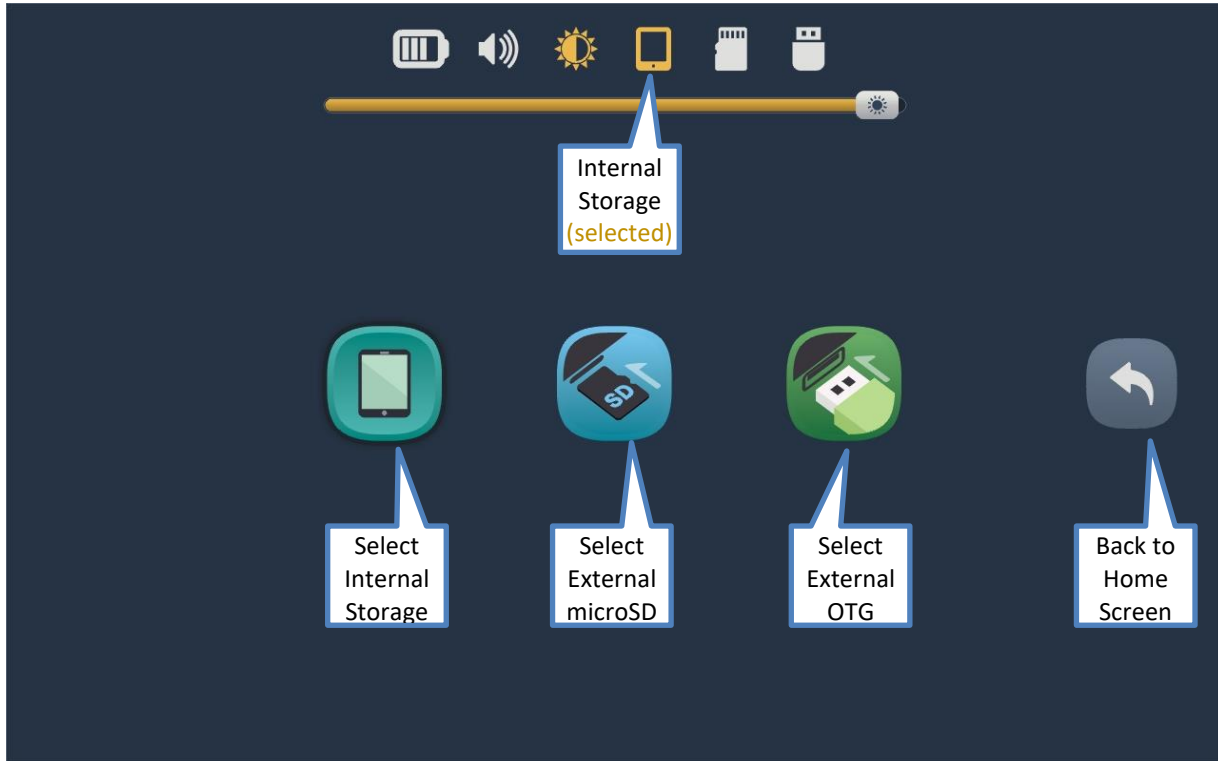 Internal
Storage
(selected)
SD
Select
Internal
Storage
Select
External
microSD
Select
External
OTG
Back to
Home
Screen